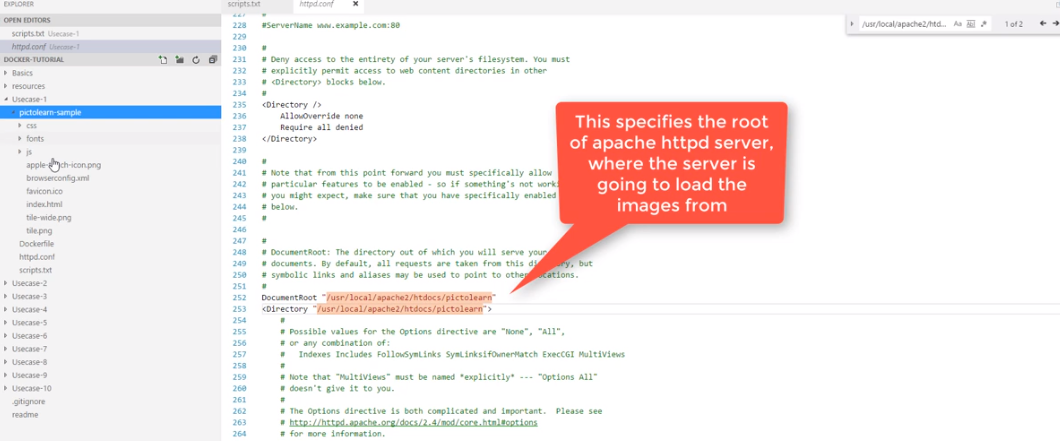 EXPLORER
OPEN EDITORS
scripts.txt Usecase-1
httpd.conf Usecase-1
DOCKER-TUTORIAL
Basics
resources
Usecase-1
pictolearn-sample
css
fonts
js
browserconfig.xml
favicon.ico
index.html
tile-wide.png
tile.png
Dockerfile
httpd.conf
scripts.txt
Usecase-2
Usecase-3
Usecase-4
Usecase-5
Usecase-6
Usecase-7
Usecase-8
Usecase-9
Usecase-10
.gitignore
readme
scripts.txt
httpd.conf
/usr/local/apache2/htd... Aa 1 of 2
227 #
228 #ServerName www.example.com:80
229
230 #
231 # Deny access to the entirety of your server's filesystem. You must
232 # explicitly permit access to web content directories in other
233 # <Directory> blocks below.
234 #
235 <Directory />
236 AllowOverride none
237 Require all denied
238 </Directory>
239
240 #
241 # Note that from this point forward you must specifically allow
242 # particular features to be enabled - so if something's not
243 # you might expect, make sure that you have specifically enabled
244 # below.
245 #
246
247 #
248 # DocumentRoot: The directory out of which you will serve your
249 # documents. By default, all requests are taken from this but
250 # symbolic links and aliases may be used to point to
251 #
252 DocumentRoot "/usr/local/apache2/htdocs/pictolearn"
253 <Directory "/usr/local/apache2/htdocs/pictolearn">
254 #
255 # Possible values for the Options directive are "None", "All",
256 # or any combination of:
257 # Indexes Includes FollowSymLinks SymLinksifOwnerMatch ExecCGI MultiViews
258 #
259 # Note that "MultiViews" must be named *explicitly* --- "Options All"
260 # doesn't give it to you.
261 #
262 # The Options directive is both complicated and important. Please see
263 # http://httpd.apache.org/docs/2.4/mod/core.html#options
264 # for more information.
This specifies the root
of apache httpd server,
where the server is
going to load the
images from